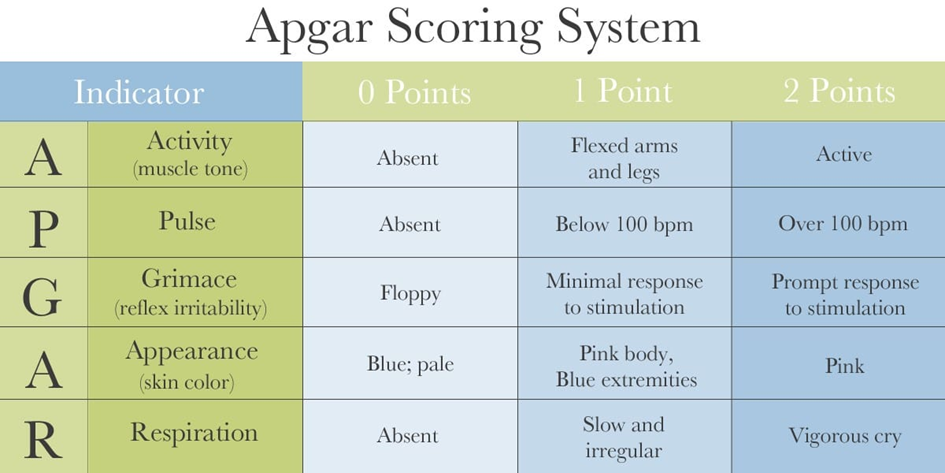 Apgar Scoring System
Indicator 0 Points 1 Point 2 Points
A Activity
(muscle tone)
Absent
Flexed arms
and legs
Active
P Pulse
Absent
Below 100 bpm
Over 100 bpm
G Grimace
(reflex irritability)
Floppy
Minimal response
to stimulation
Prompt response
to stimulation
A Appearance
(skin color)
Blue; pale
Pink body,
Blue extremities
Pink
R Respiration
Absent
Slow and
irregular
Vigorous cry